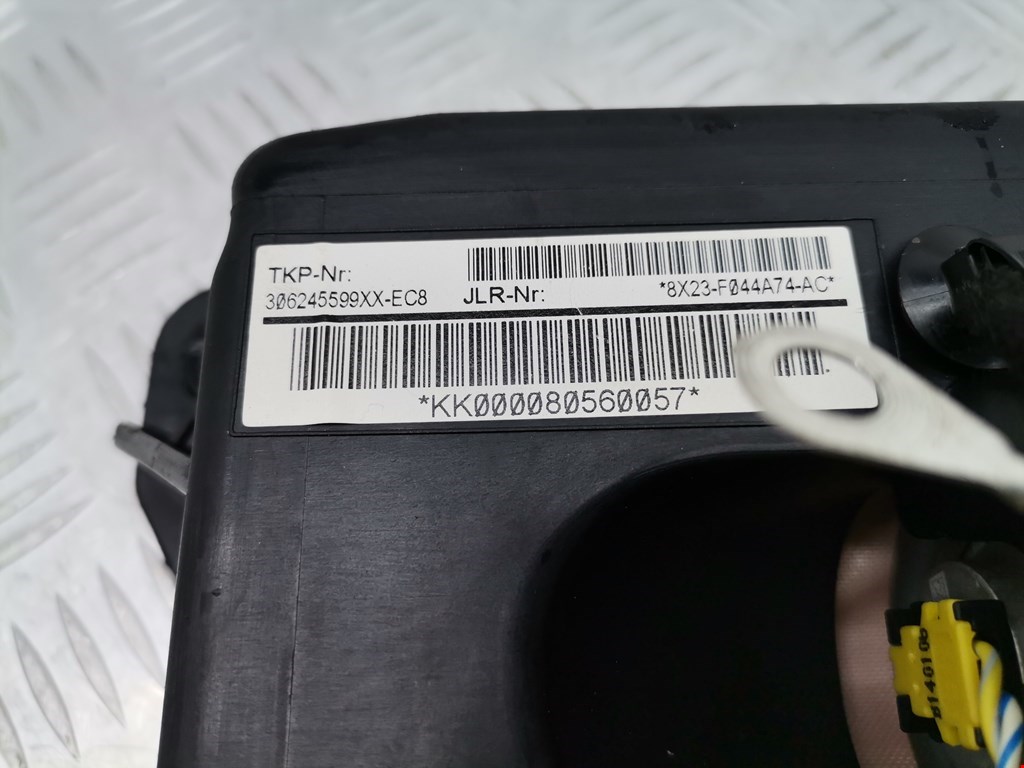 TKP-Nr:
306245599XX-EC8 JLR-Nr: *8X23-F044A74-AC*
*KK000080560057*